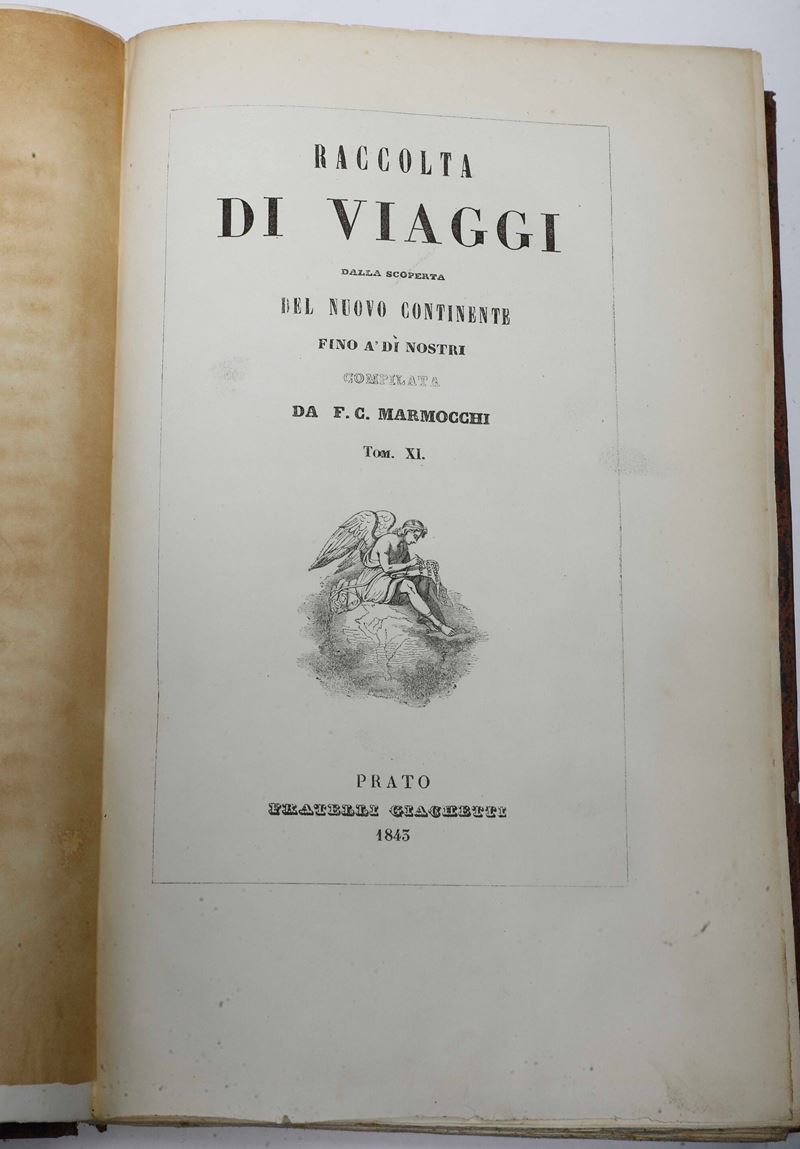 RACCOLTA
DI VIAGGI
DALLA SCOPERTA
DEL NUOVO CONTINENTE
FINO A' DÌ NOSTRI
COMPILATA
DA F. C. MARMOCCHI
Tom. XI.
PRATO
FRATELLI GIACHETTI
1843